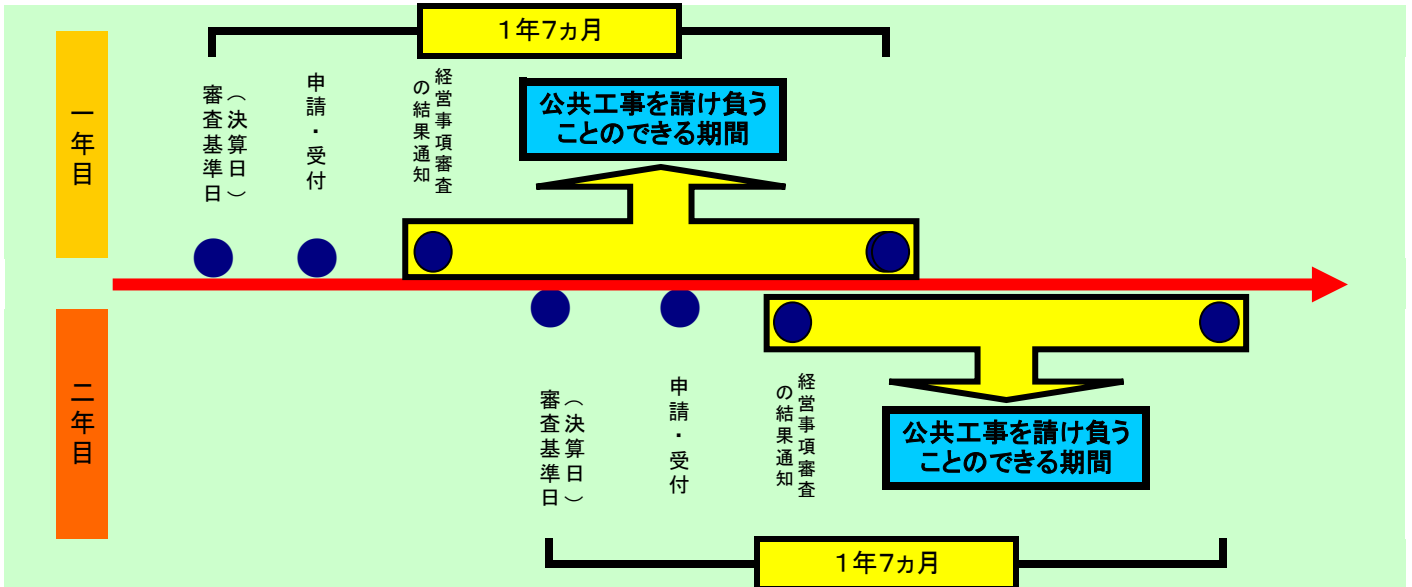 1年7ヵ月
一年目
審査基準日
（決算日）
申請・受付
経営事項審査
の結果通知
公共工事を請け負う
ことのできる期間
二年目
審査基準日
（決算日）
申請・受付
経営事項審査
の結果通知
公共工事を請け負う
ことのできる期間
1年7ヵ月